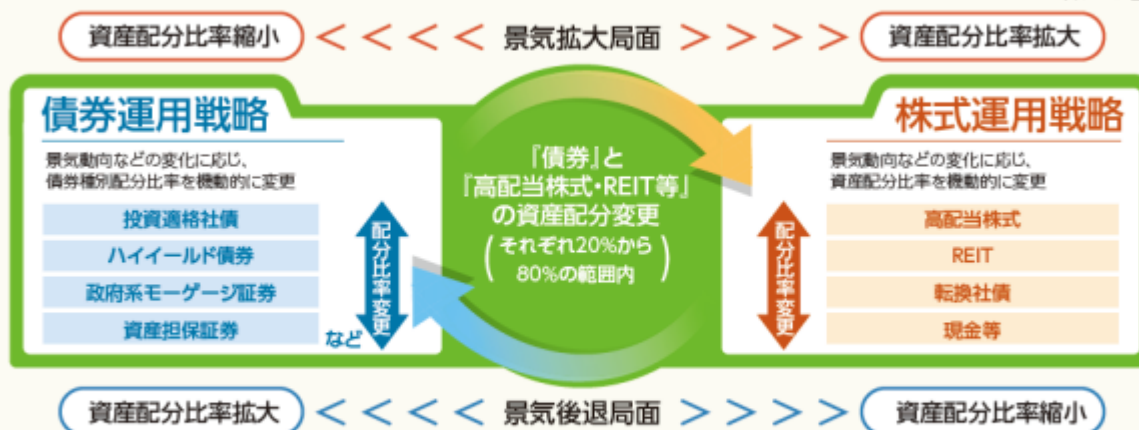 資産配分比率縮小 < < < < 景気拡大局面 > > > > 資産配分比率拡大
債券運用戦略
景気動向などの変化に応じ、
債券種別配分比率を機動的に変更
投資適格社債
ハイイールド債券
政府系モーゲージ証券
資産担保証券
など
配分比率変更
『債券』と
『高配当株式・REIT等』
の資産配分変更
(それぞれ20%から
80%の範囲内)
株式運用戦略
景気動向などの変化に応じ、
資産配分比率を機動的に変更
配分比率変更
高配当株式
REIT
転換社債
現金等
資産配分比率拡大 < < < < 景気後退局面 > > > > 資産配分比率縮小